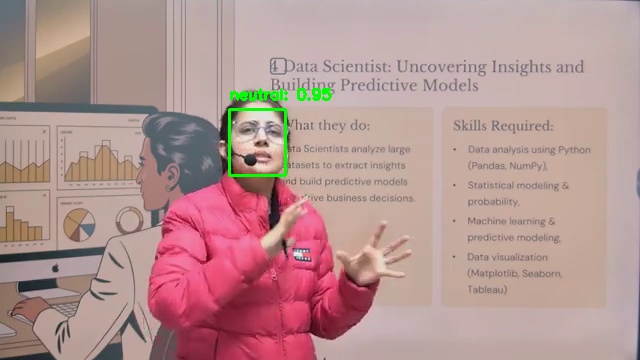 4 Data Scientist: Uncovering Insights and
Building Predictive Models
neutral: 0.95
What they do:
Data Scientists analyze large
datasets to extract insights
and build predictive models
drive business decisions.
Skills Required:
• Data analysis using Python
(Pandas, NumPy),
• Statistical modeling &
probability,
• Machine learning &
predictive modeling,
• Data visualization
(Matplotlib, Seaborn,
Tableau)